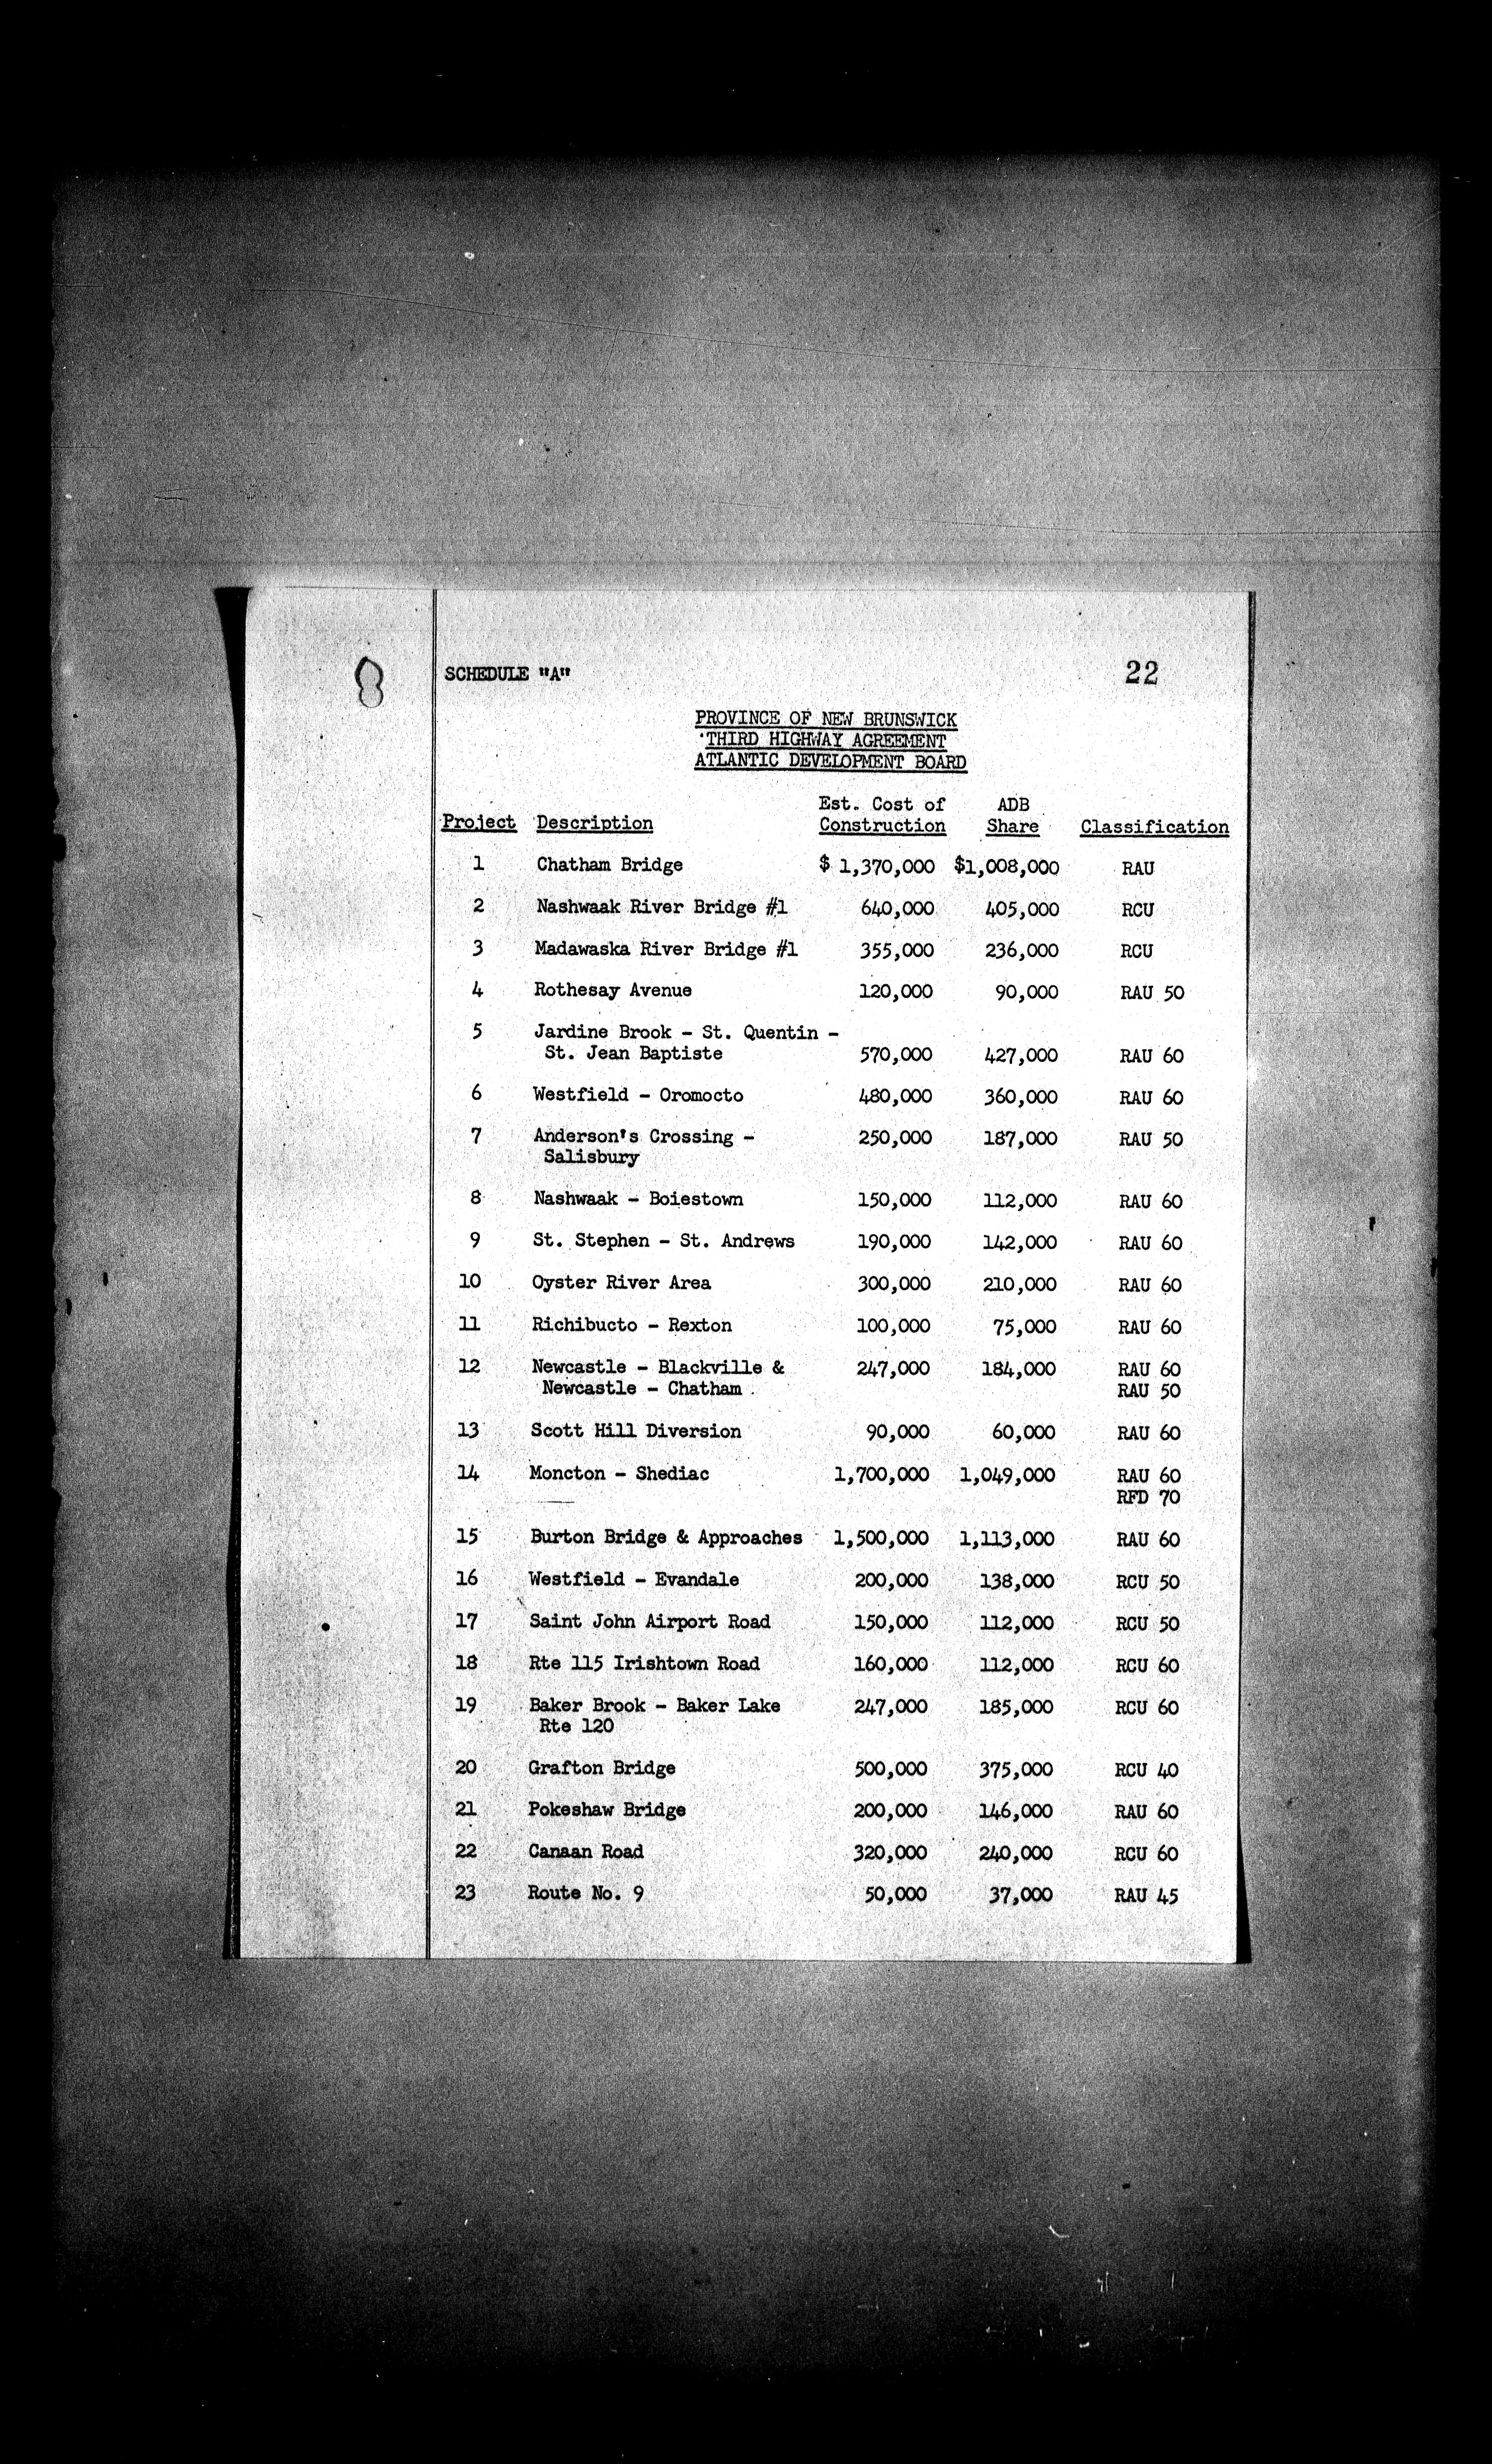 SCHEDULE "A" 22
8
PROVINCE OF NEW BRUNSWICK
THIRD HIGHWAY AGREEMENT
ATLANTIC DEVELOPMENT BOARD
Est. Cost of ADB
Project Description Construction Share Classification
1 Chatham Bridge $ 1,370,000 $1,008,000 RAU
2 Nashwaak River Bridge #1 640,000 405,000 RCU
3 Madawaska River Bridge #1 355,000 236,000 RCU
4 Rothesay Avenue 120,000 90,000 RAU 50
5 Jardine Brook - St. Quentin -
St. Jean Baptiste 570,000 427,000 RAU 60
6 Westfield - Oromocto 480,000 360,000 RAU 60
7 Anderson's Crossing - 250,000 187,000 RAU 50
Salisbury
8 Nashwaak - Boiestown 150,000 112,000 RAU 60
9 St. Stephen - St. Andrews 190,000 142,000 RAU 60
10 Oyster River Area 300,000 210,000 RAU 60
11 Richibucto - Rexton 100,000 75,000 RAU 60
12 Newcastle - Blackville & 247,000 184,000 RAU 60
Newcastle - Chatham RAU 50
13 Scott Hill Diversion 90,000 60,000 RAU 60
14 Moncton - Shediac 1,700,000 1,049,000 RAU 60
RFD 70
15 Burton Bridge & Approaches 1,500,000 1,113,000 RAU 60
16 Westfield - Evandale 200,000 138,000 RCU 50
17 Saint John Airport Road 150,000 112,000 RCU 50
18 Rte 115 Irishtown Road 160,000 112,000 RCU 60
19 Baker Brook - Baker Lake 247,000 185,000 RCU 60
Rte 120
20 Grafton Bridge 500,000 375,000 RCU 40
21 Pokeshaw Bridge 200,000 146,000 RAU 60
22 Canaan Road 320,000 240,000 RCU 60
23 Route No. 9 50,000 37,000 RAU 45